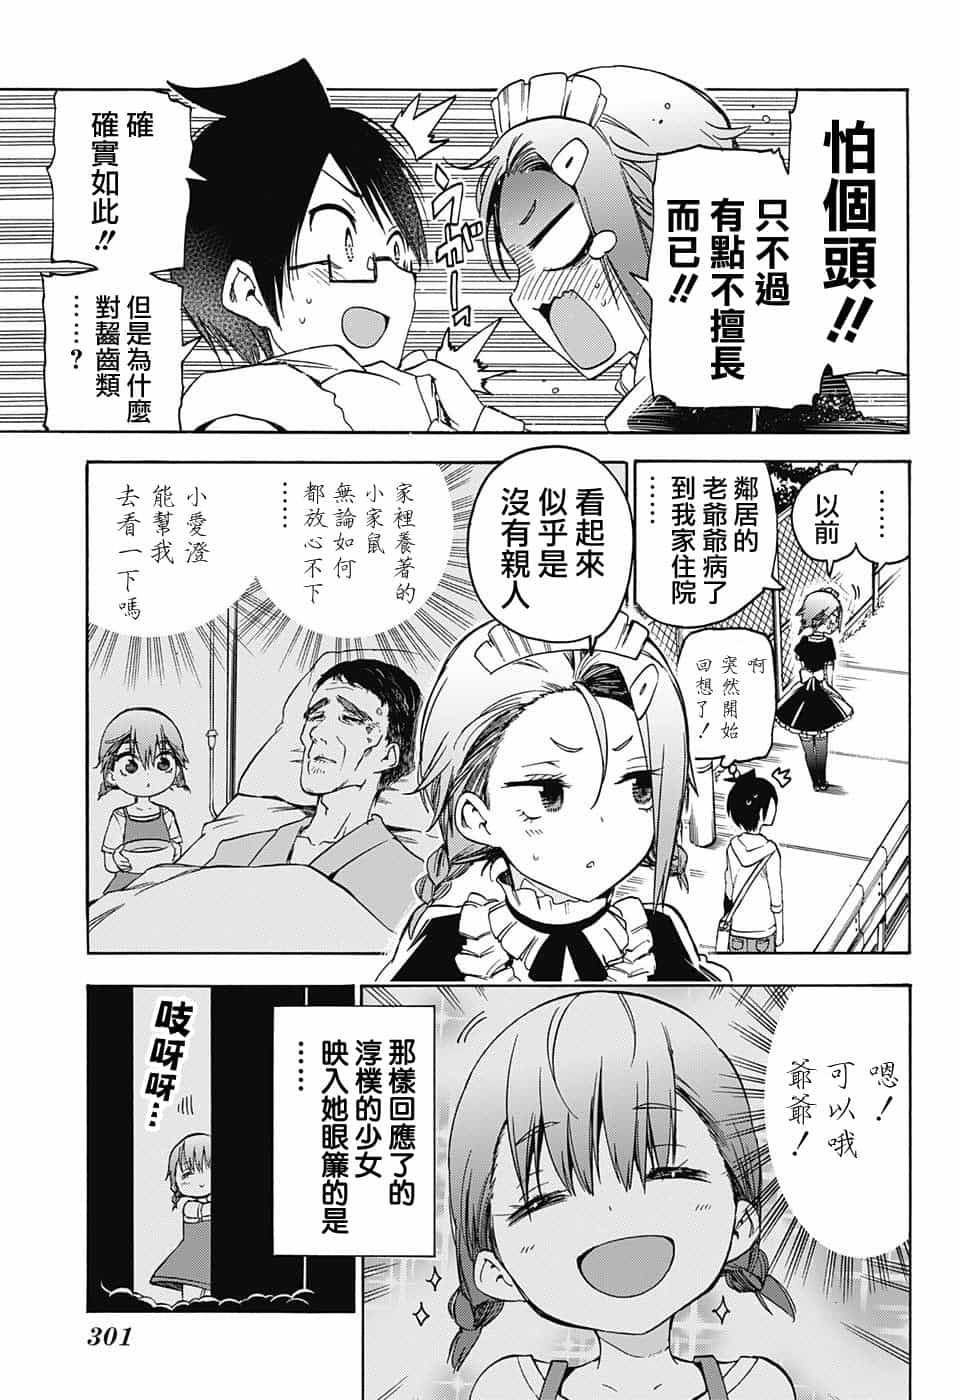 怕個頭!!
只不過
有點不擅長
而已!!
ウガー
確
確實如此!!
但是為什麼
對齧齒類
……?
……
以前
鄰居的
老爺爺病了
到我家住院
……
啊
突然開始
回想了!
看起來
似乎是
沒有親人
家裡養著的
小家鼠
無論如何
都放心不下
……
小愛澄
能幫我
去看一下嗎
嗯!
可以哦
爺爺!
那樣回應了的
淳樸的少女
映入她眼簾的是
……
吱呀呀…
301